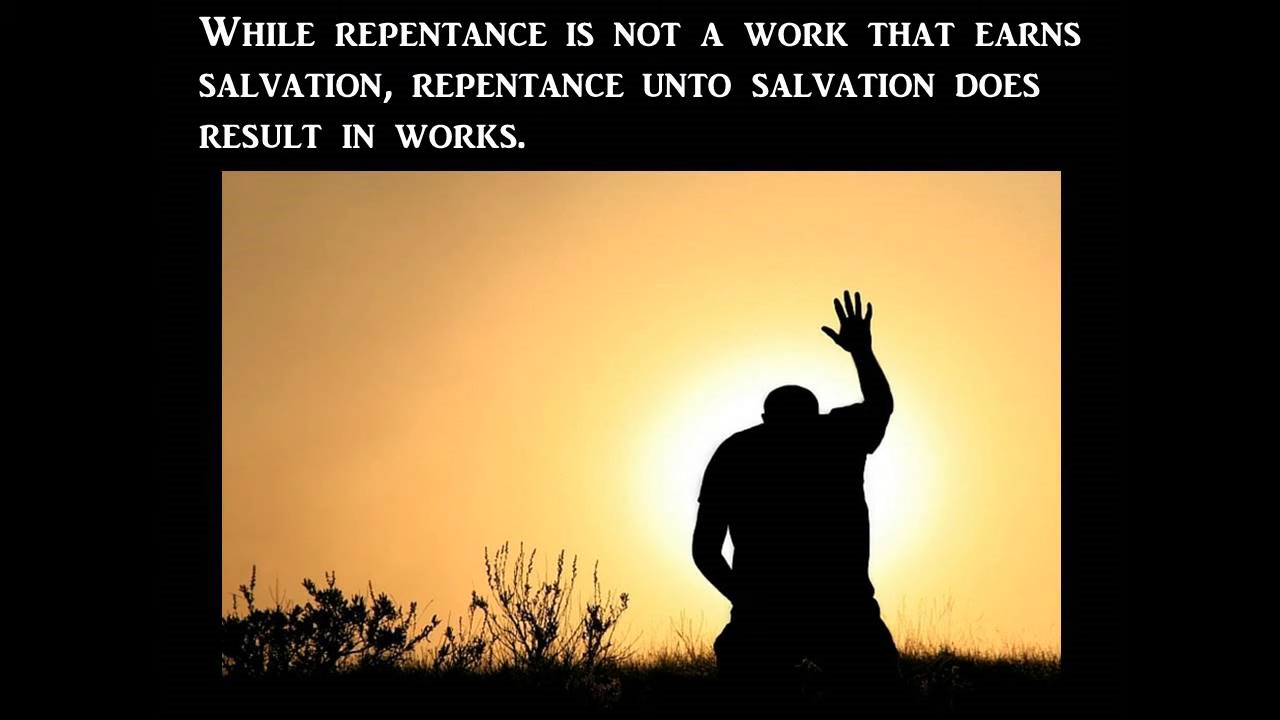 While repentance is not a work that earns
salvation, repentance unto salvation does
result in works.